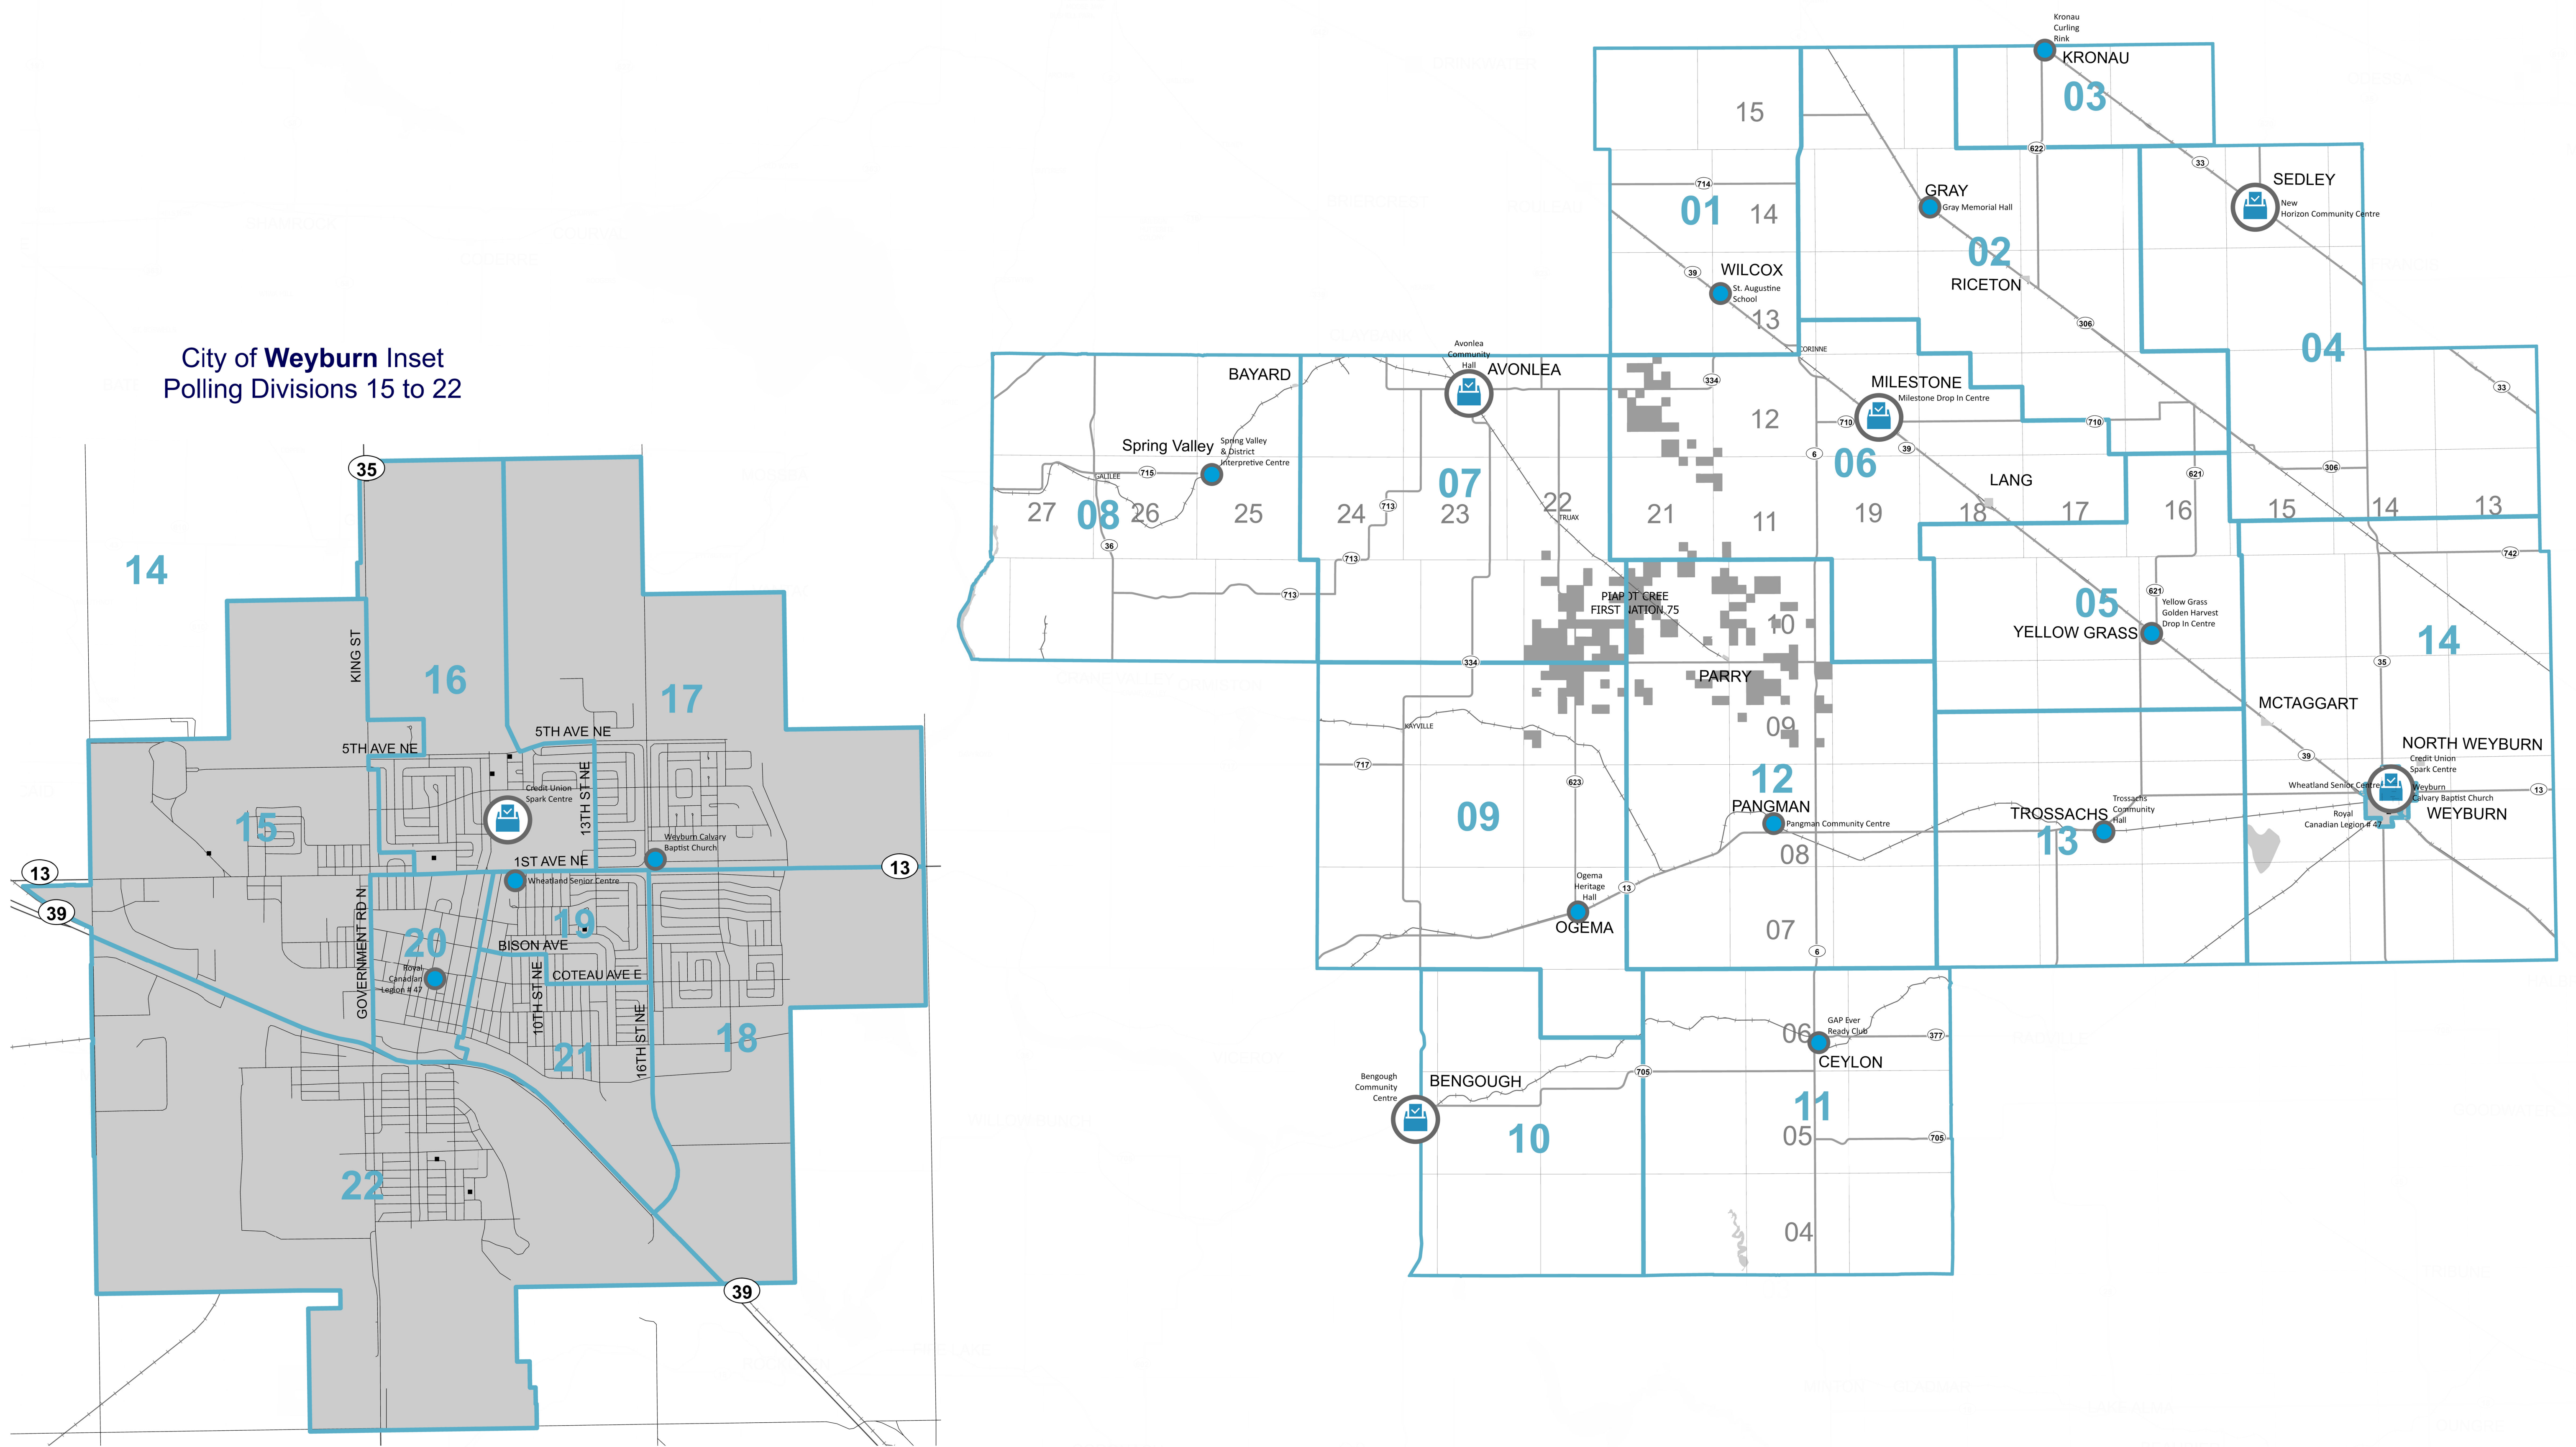 City of Weyburn Inset
Polling Divisions 15 to 22
35
14
KING ST
16
17
5TH AVE NE
5TH AVE NE
13TH ST NE
Credit Union
Spark Centre
15
Weyburn Calvary
Baptist Church
1ST AVE NE
13
13
Wheatland Senior Centre
39
GOVERNMENT RD N
19
20
BISON AVE
Royal
Canadian
Legion # 47
10TH ST NE
COTEAU AVE E
16TH ST NE
18
21
22
39
Kronau
Curling
Rink
KRONAU
03
15
622
33
714
01
14
GRAY
Gray Memorial Hall
SEDLEY
New
Horizon Community Centre
02
39
WILCOX
St. Augustine
School
13
RICETON
306
04
CORINNE
Avonlea
Community
Hall
AVONLEA
BAYARD
334
MILESTONE
Milestone Drop In Centre
33
12
710
710
39
6
06
Spring Valley
Spring Valley
& District
Interpretive Centre
715
GALILEE
07
LANG
621
306
27
08
26
25
24
713
23
22
TRUAX
21
11
19
18
17
16
15
14
13
36
713
713
742
PIAPOT CREE
FIRST NATION 75
10
05
621
Yellow Grass
Golden Harvest
Drop In Centre
YELLOW GRASS
14
334
35
PARRY
MCTAGGART
KAYVILLE
09
717
623
12
39
NORTH WEYBURN
Credit Union
Spark Centre
Wheatland Senior Centre
Weyburn
Calvary Baptist Church
13
WEYBURN
Royal
Canadian Legion # 47
09
PANGMAN
Pangman Community Centre
TROSSACHS
Trossachs
Community
Hall
13
08
Ogema
Heritage
Hall
13
OGEMA
07
6
06
GAP Ever
Ready Club
377
CEYLON
Bengough
Community
Centre
BENGOUGH
705
11
10
05
705
04